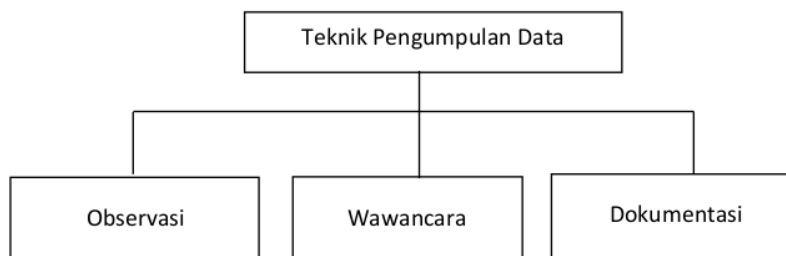 Teknik Pengumpulan Data
Observasi
Wawancara
Dokumentasi